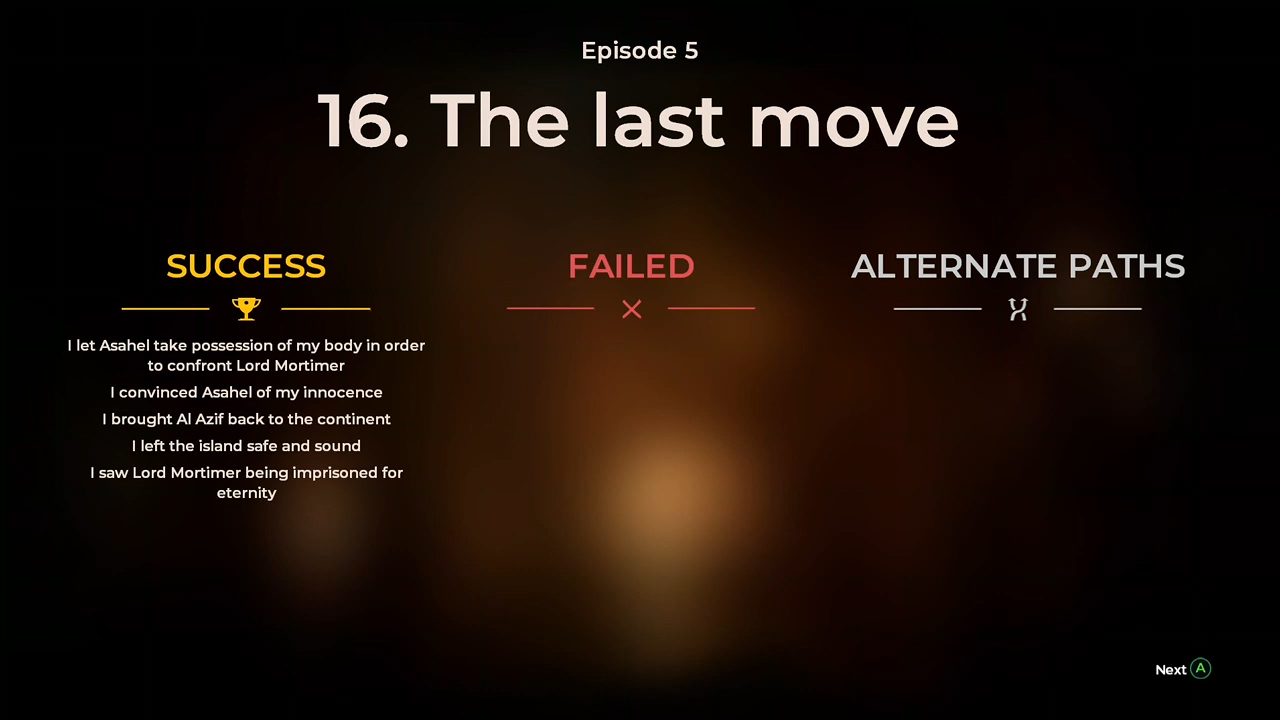 Episode 5
16. The last move
SUCCESS
I let Asahel take possession of my body in order
to confront Lord Mortimer
I convinced Asahel of my innocence
I brought Al Azif back to the continent
I left the island safe and sound
I saw Lord Mortimer being imprisoned for
eternity
FAILED
ALTERNATE PATHS
Next A